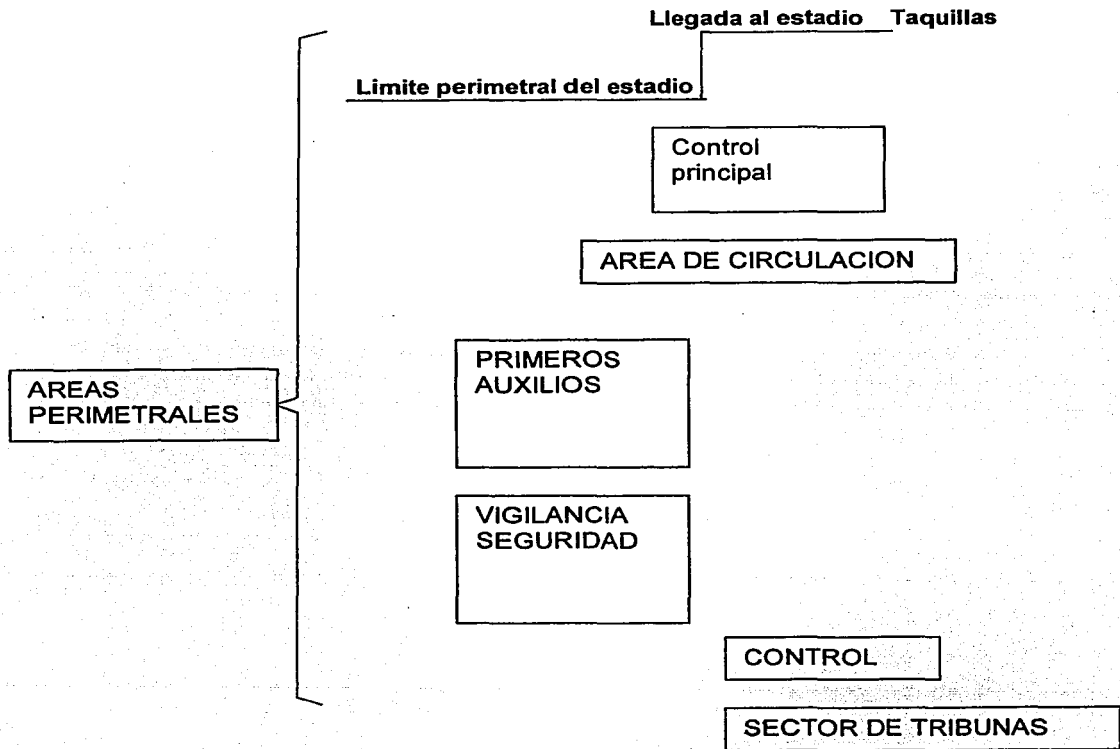 Llegada al estadio Taquillas
Limite perimetral del estadio
Control
principal
AREA DE CIRCULACION
PRIMEROS
AUXILIOS
AREAS
PERIMETRALES
VIGILANCIA
SEGURIDAD
CONTROL
SECTOR DE TRIBUNAS